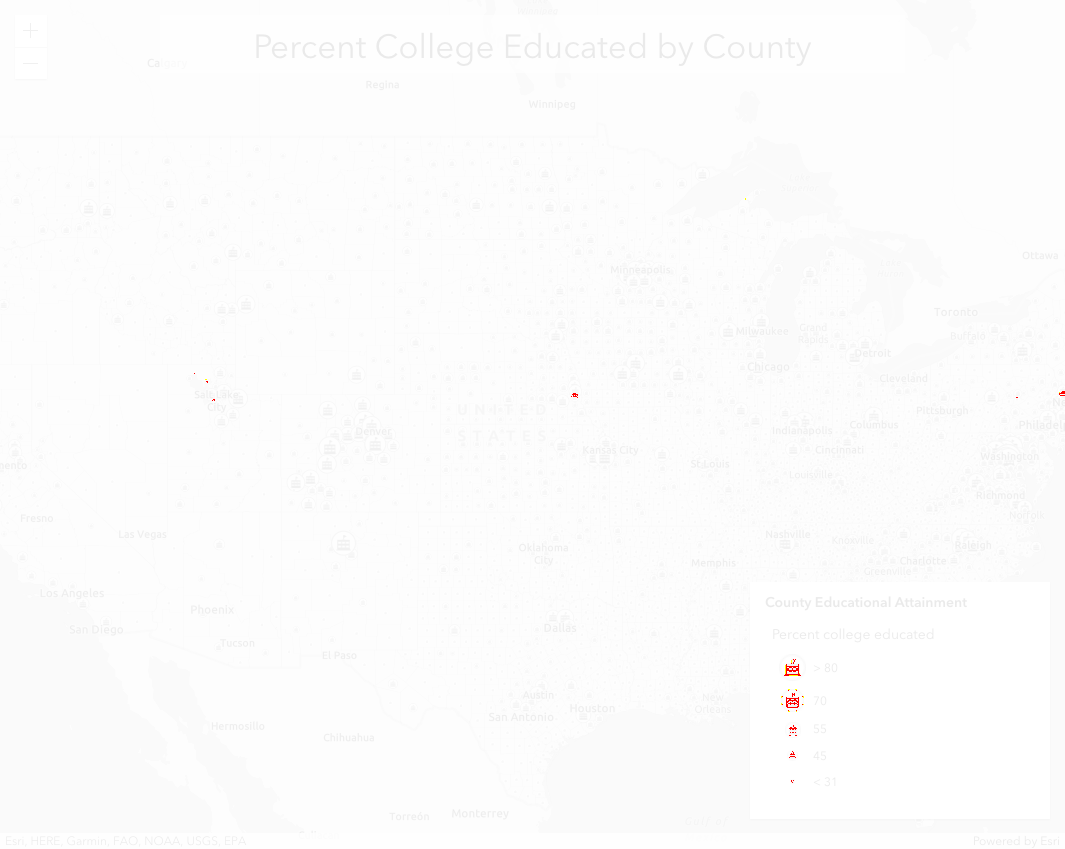 +
Percent College Educated by County
−
Ca
Regina
Winnipeg
Ottawa
Minneapolis
Toronto
Buffalo
Milwaukee
Grand
Rapids
Detroit
Chicago
Cleveland
Salt Lake
City
Pittsburgh
Philadelp
UNITED
STATES
Denver
Indianapolis
Columbus
Kansas City
Cincinnati
Washington
St Louis
Louisville
Richmond
Norfolk
Fresno
Las Vegas
Nashville
Knoxville
Raleigh
Oklahoma
City
Memphis
Charlotte
Greenville
Los Angeles
Phoenix
San Diego
Dallas
Tucson
El Paso
Austin
New
Orleans
San Antonio
Houston
Hermosillo
Chihuahua
Torreón
Monterrey
County Educational Attainment
Percent college educated
> 80
70
55
45
< 31
Esri, HERE, Garmin, FAO, NOAA, USGS, EPA
Powered by Esri